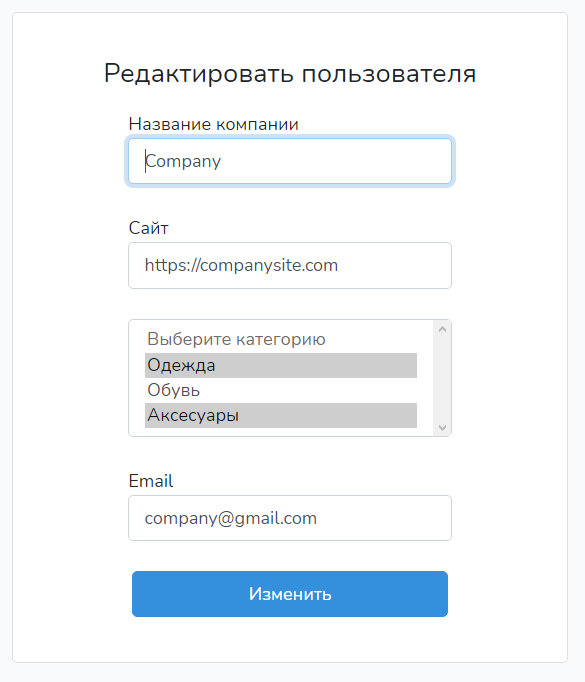 Редактировать пользователя
Название компании
Company
Сайт
https://companysite.com
Выберите категорию
Одежда
Обувь
Аксесуары
Email
company@gmail.com
Изменить